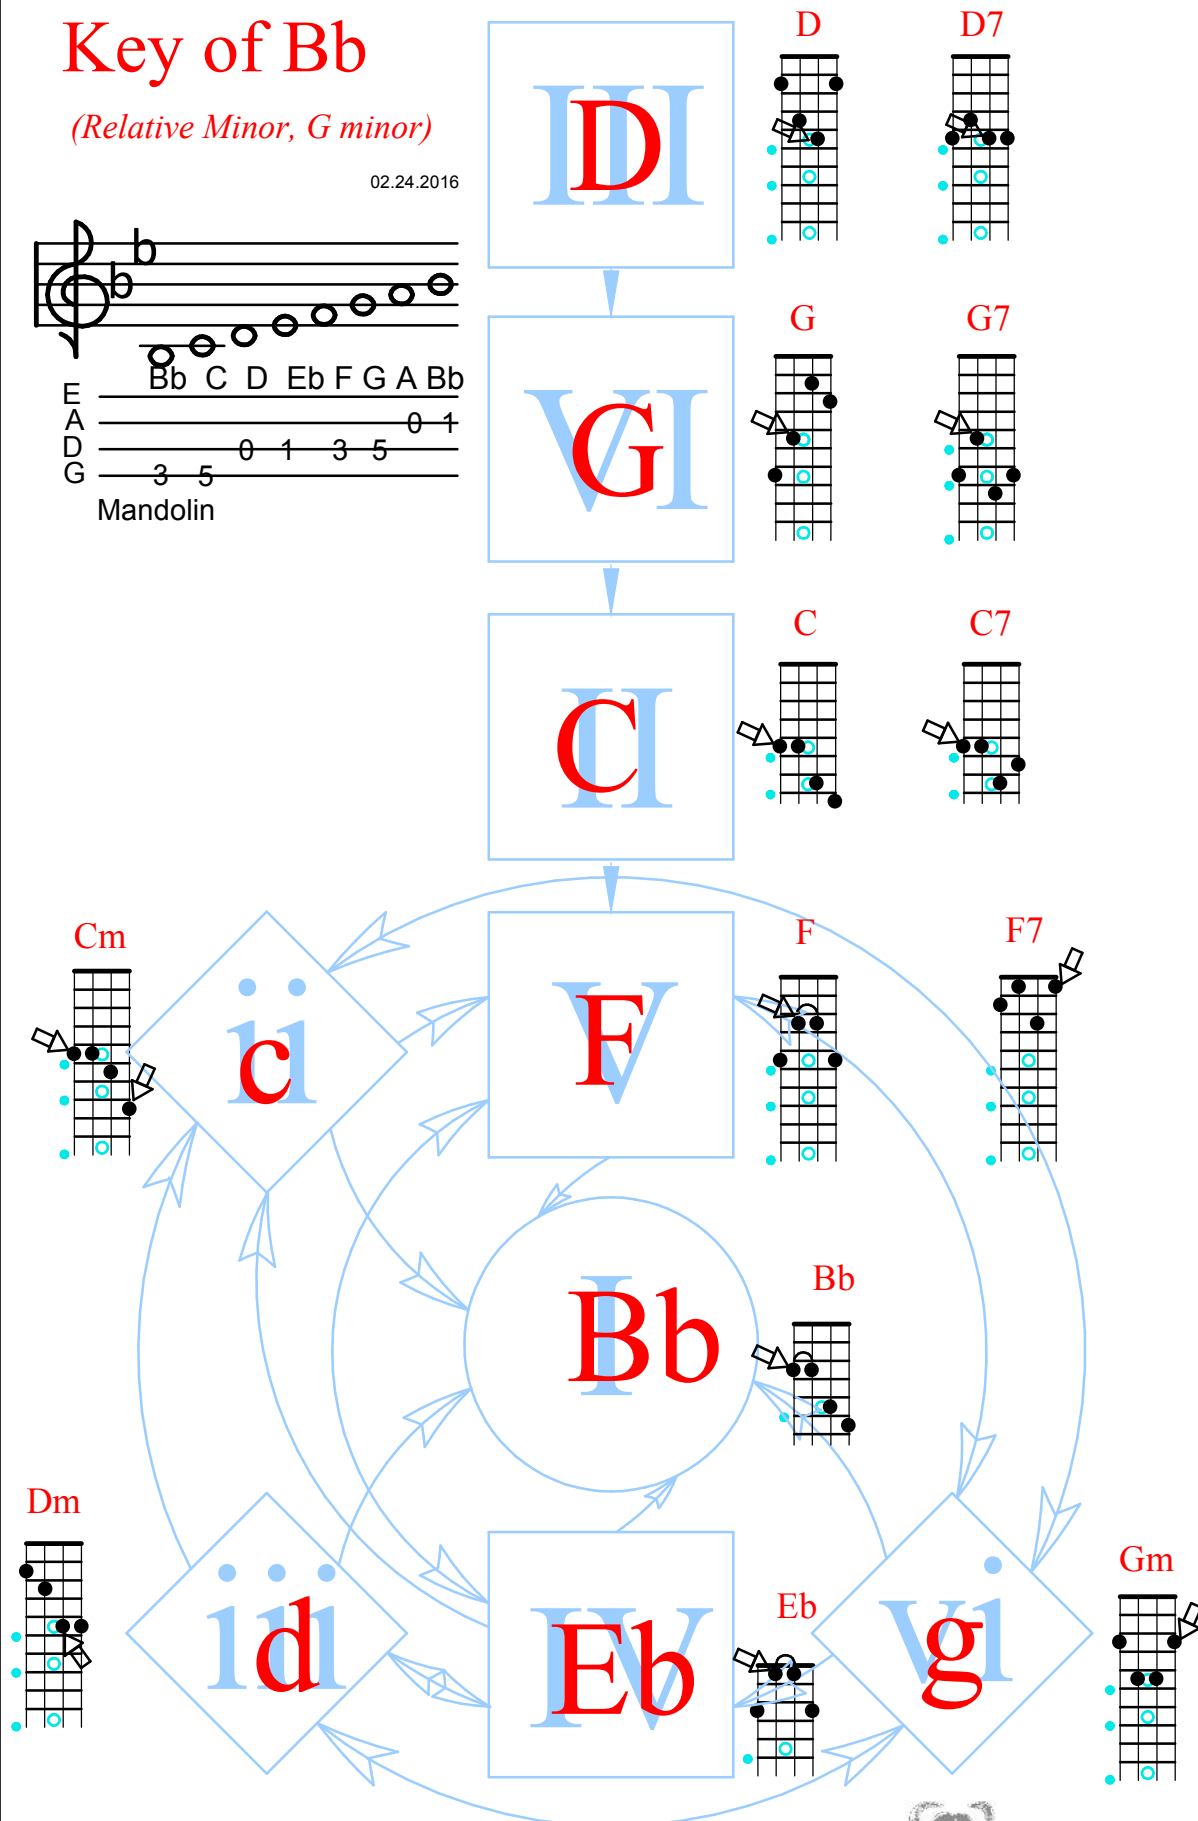 Key of Bb
(Relative Minor, G minor)
02.24.2016
Bb C D Eb F G A Bb
E
A 0 1
D 0 1 3 5
G 3 5
Mandolin
III D
D D7
VI G
G G7
II C
C C7
ii c
Cm
V F
F F7
I Bb
Bb
iii d
Dm
IV Eb
Eb
vi g
Gm